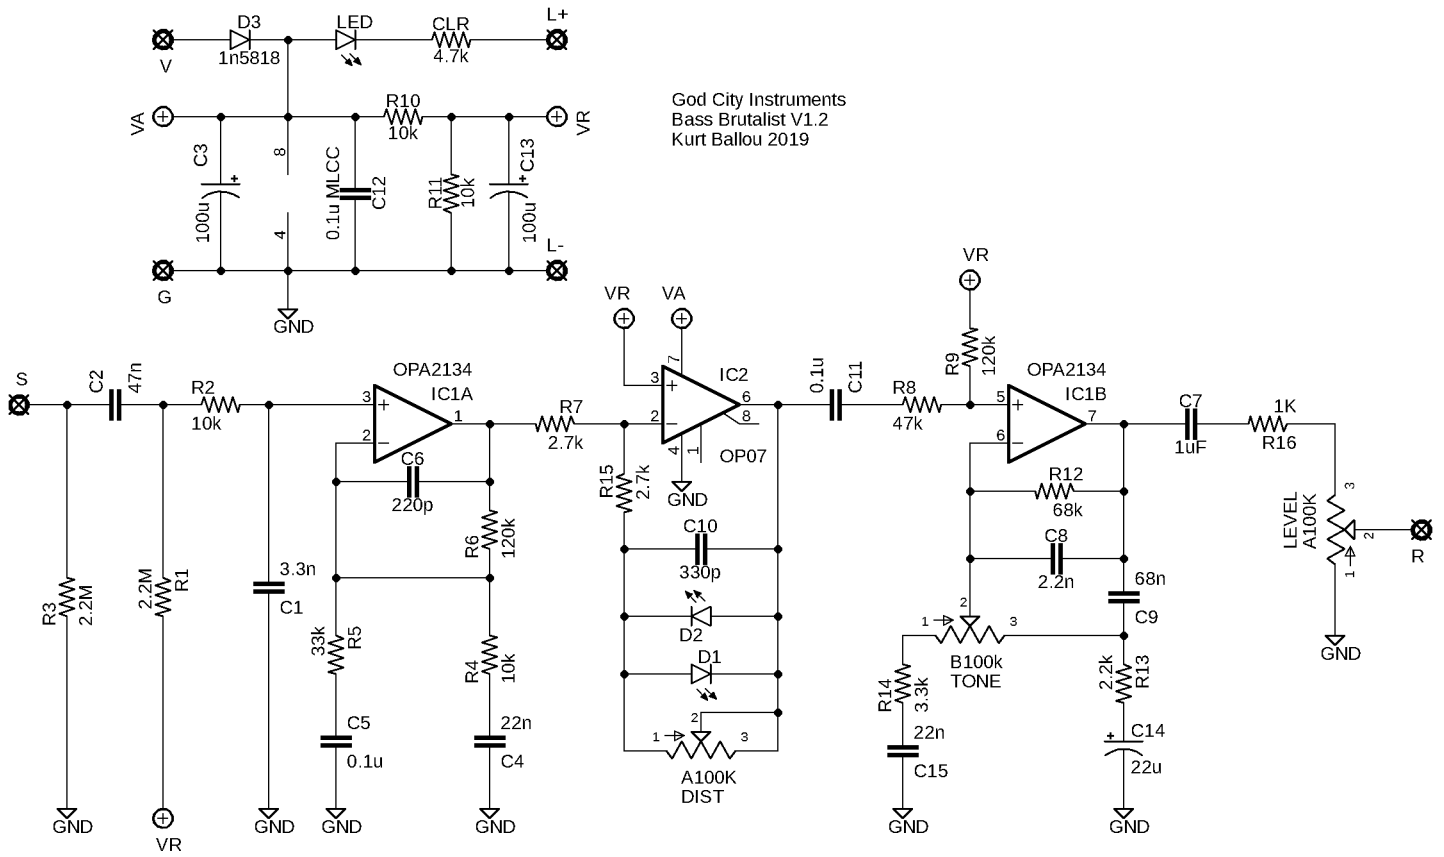 D3
1n5818
LED
CLR
4.7k
L+
V
VA
R10
10k
VR
God City Instruments
Bass Brutalist V1.2
Kurt Ballou 2019
C3
+
100u
8
4
0.1u MLCC
C12
R11
10k
C13
+
100u
L-
G
GND
S
C2
47n
R2
10k
R3
2.2M
GND
2.2M
R1
VR
3.3n
C1
GND
OPA2134
IC1A
3
+
2
−
1
C6
220p
R6
120k
33k
R5
R4
10k
C5
0.1u
GND
22n
C4
GND
R7
2.7k
VR
VA
7
3
+
2
−
IC2
6
8
4
1
OP07
GND
R15
2.7k
C10
330p
D2
D1
1
2
3
A100K
DIST
0.1u
C11
R8
47k
VR
R9
120k
OPA2134
IC1B
5
+
6
−
7
R12
68k
C8
2.2n
68n
C9
1
2
3
B100k
TONE
R14
3.3k
22n
C15
GND
2.2k
R13
+
C14
22u
GND
C7
1uF
1K
R16
LEVEL
A100K
3
2
1
R
GND